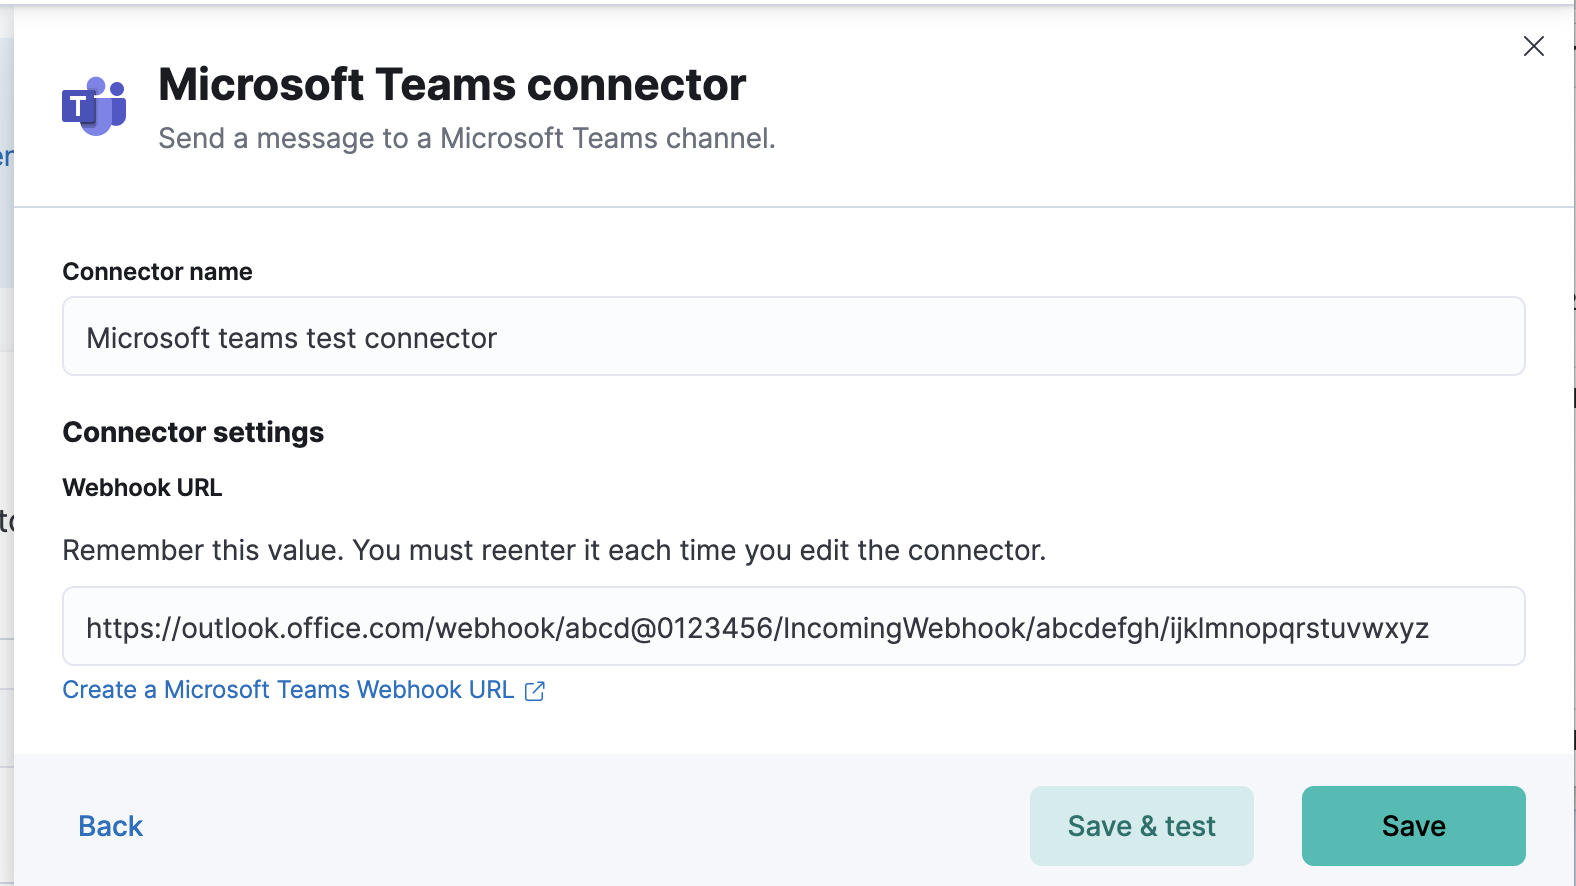 Microsoft Teams connector
Send a message to a Microsoft Teams channel.
Connector name
Microsoft teams test connector
Connector settings
Webhook URL
Remember this value. You must reenter it each time you edit the connector.
https://outlook.office.com/webhook/abcd@0123456/IncomingWebhook/abcdefgh/ijklmnopqrstuvwxyz
Create a Microsoft Teams Webhook URL
Back
Save & test
Save